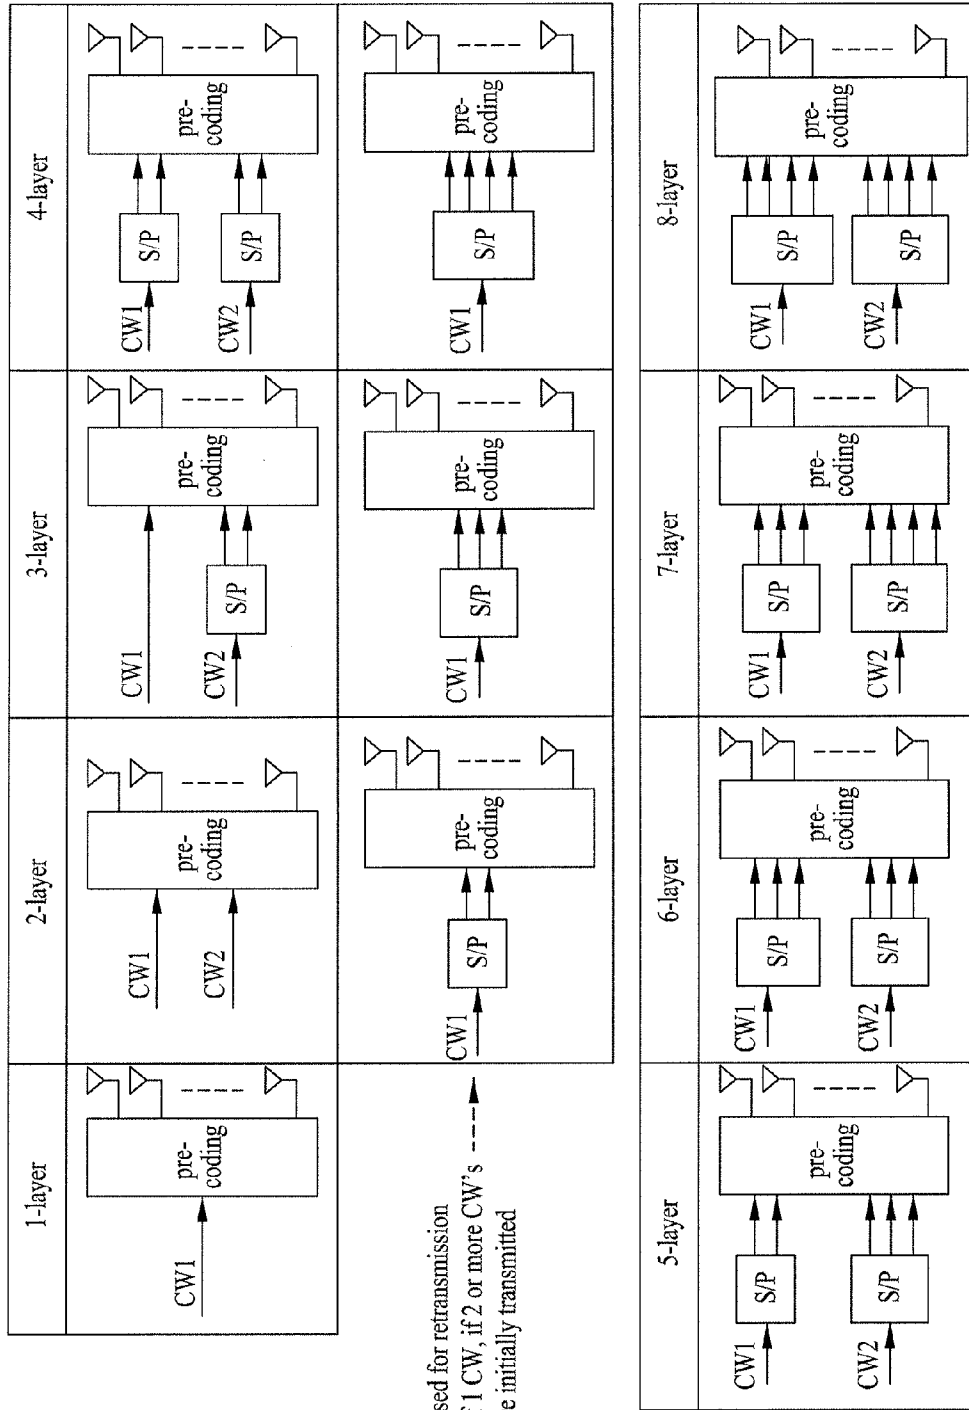 1-layer
2-layer
3-layer
4-layer
CW1
pre-
coding
CW1
CW2
pre-
coding
CW1
CW2
S/P
pre-
coding
CW1
S/P
CW2
S/P
pre-
coding
sed for retransmission
1 CW, if 2 or more CW's
e initially transmitted
CW1
S/P
pre-
coding
CW1
S/P
pre-
coding
CW1
S/P
pre-
coding
5-layer
6-layer
7-layer
8-layer
CW1
S/P
CW2
S/P
pre-
coding
CW1
S/P
CW2
S/P
pre-
coding
CW1
S/P
CW2
S/P
pre-
coding
CW1
S/P
CW2
S/P
pre-
coding